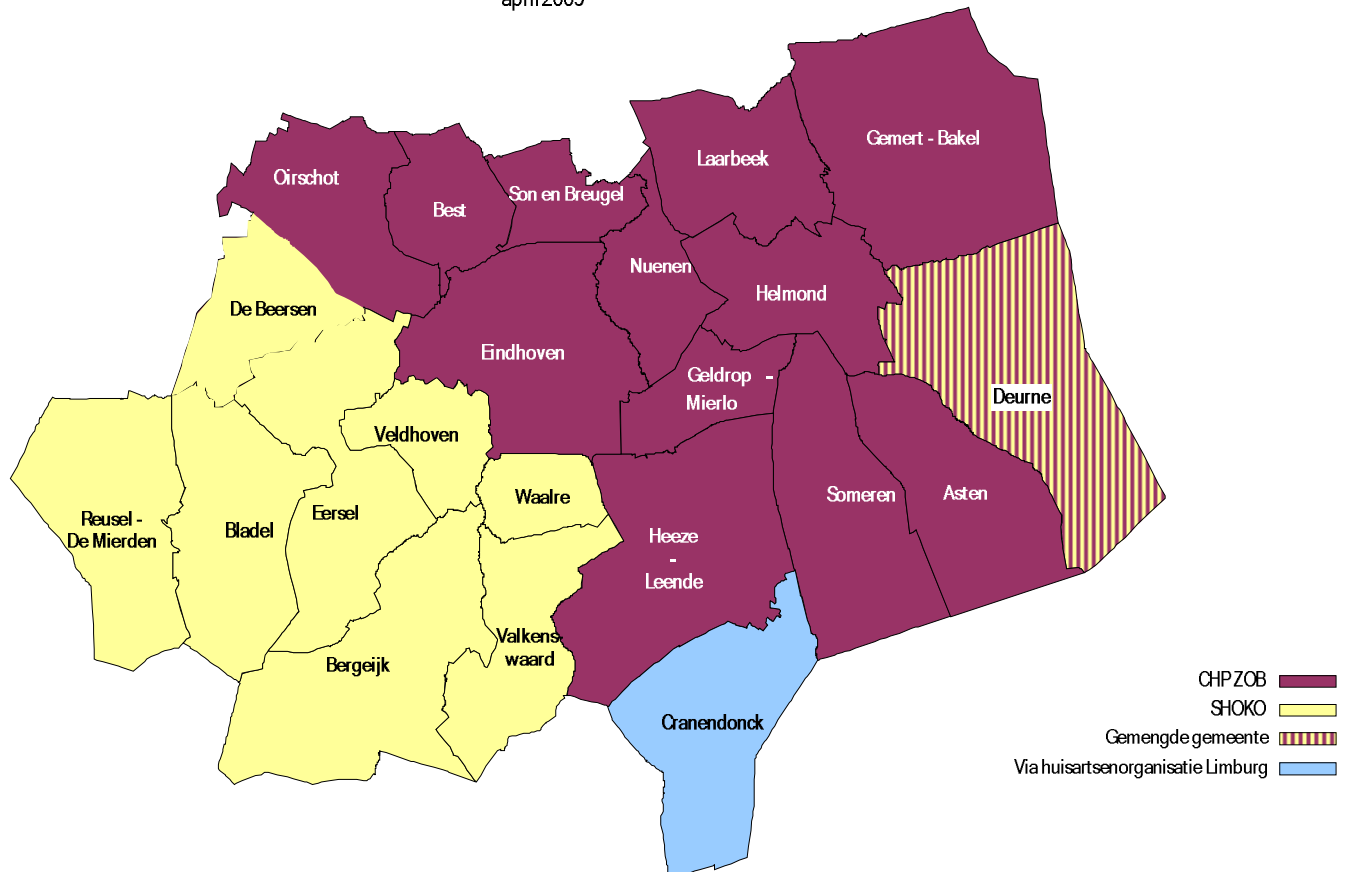 april 2009
Gemert - Bakel
Laarbeek
Oirschot
Son en Breugel
Best
Nuenen
Helmond
De Beersen
Eindhoven
Geldrop -
Mierlo
Deurne
Veldhoven
Waalre
Someren
Asten
Reusel -
De Mierden
Bladel
Eersel
Heeze
-
Leende
Valkens-
waard
Bergeijk
Cranendonck
CHP ZOB
SHOKO
Gemengde gemeente
Via huisartsenorganisatie Limburg